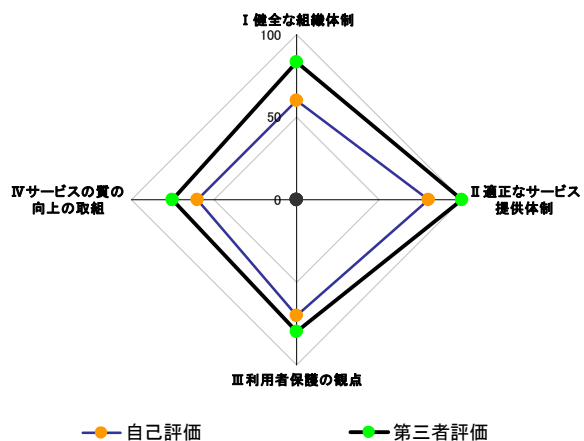 Ⅰ健全な組織体制
100
50
0
Ⅳサービスの質の
向上の取組
Ⅱ適正なサービス
提供体制
Ⅲ利用者保護の観点
自己評価
第三者評価